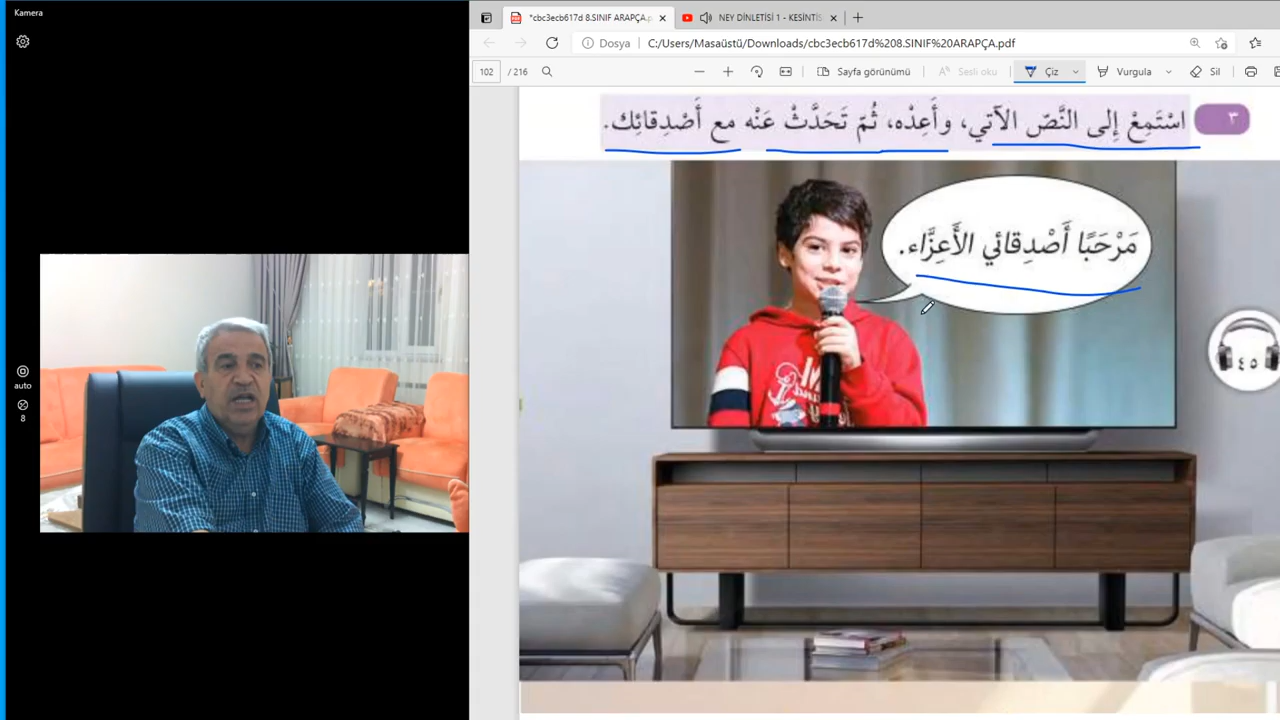 Kamera
*cbc3ecb617d 8.SINIF ARAPÇA.p
NEY DİNLETİSİ 1 - KESİNTİS
Dosya
C:/Users/Masaüstü/Downloads/cbc3ecb617d%208.SINIF%20ARAPÇA.pdf
102 / 216
Sayfa görünümü
Sesli oku
Çiz
Vurgula
Sil
٣ اسْتَمِعْ إِلى النَّصّ الآتي، وأَعِدْه، ثُمّ تَحَدَّثْ عَنْه مع أَصْدِقائِك.
مَرْحَبًا أَصْدِقائي الأَعِزَّاء.
٤٥
auto
8